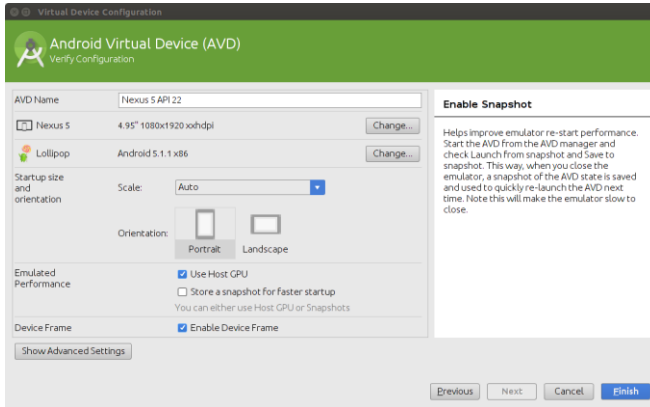 Virtual Device Configuration
Android Virtual Device (AVD)
Verify Configuration
AVD Name
Nexus 5 API 22
Nexus 5
4.95" 1080x1920 xxhdpi
Change...
Lollipop
Android 5.1.1 x86
Change...
Startup size
and
orientation
Scale:
Auto
Orientation:
Portrait
Landscape
Emulated
Performance
Use Host GPU
Store a snapshot for faster startup
You can either use Host GPU or Snapshots
Device Frame
Enable Device Frame
Show Advanced Settings
Enable Snapshot
Helps improve emulator re-start performance.
Start the AVD from the AVD manager and
check Launch from snapshot and Save to
snapshot. This way, when you close the
emulator, a snapshot of the AVD state is saved
and used to quickly re-launch the AVD next
time. Note this will make the emulator slow to
close.
Previous
Next
Cancel
Finish